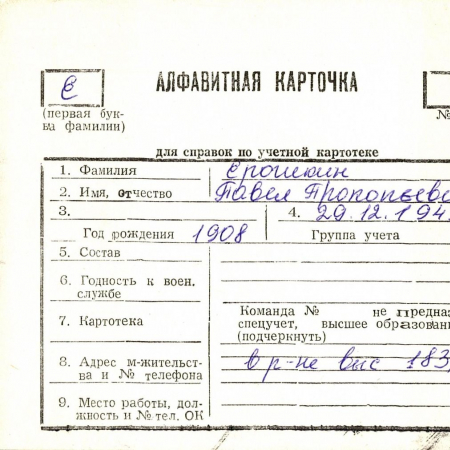 Е
АЛФАВИТНАЯ КАРТОЧКА
(первая бук-
ва фамилии)
№
для справок по учетной картотеке
1. Фамилия Ерошкин
2. Имя, отчество Павел Прокопьево
3. 4. 29.12.194
Год рождения 1908 Группа учета
5. Состав
6. Годность к воен.
службе
Команда № не предназ
7. Картотека спецучет, высшее образовани
(подчеркнуть)
8. Адрес м-жительст-
ва и № телефона в р-не выс 183,
9. Место работы, дол-
жность и № тел. ОК